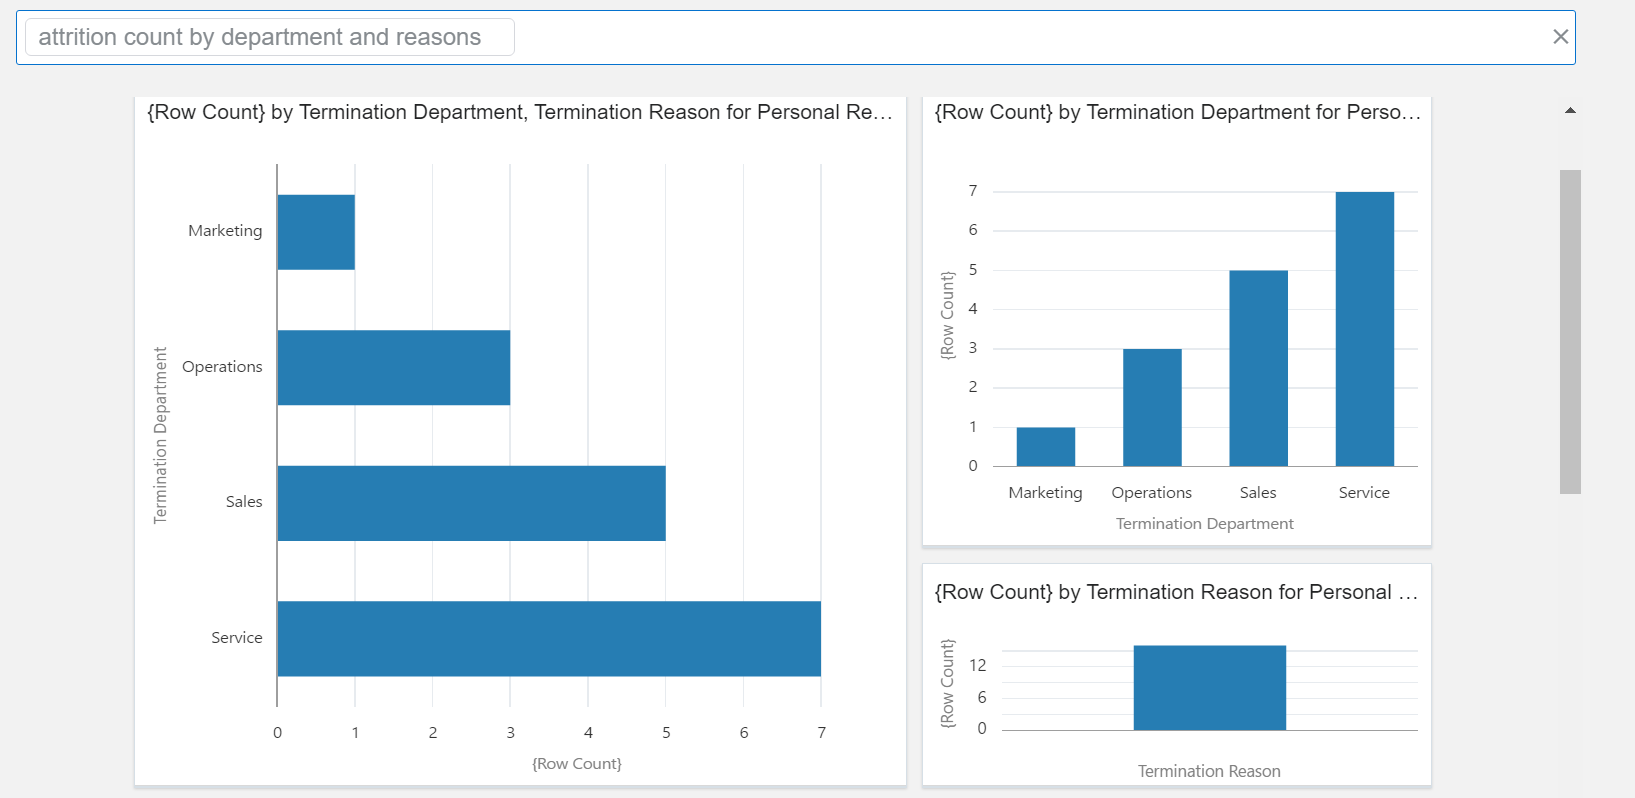 attrition count by department and reasons
{Row Count} by Termination Department, Termination Reason for Personal Re...
Termination Department
Marketing
Operations
Sales
Service
0 1 2 3 4 5 6 7
{Row Count}
{Row Count} by Termination Department for Perso...
{Row Count}
7
6
5
4
3
2
1
0
Marketing Operations Sales Service
Termination Department
{Row Count} by Termination Reason for Personal ...
{Row Count}
12
6
0
Termination Reason